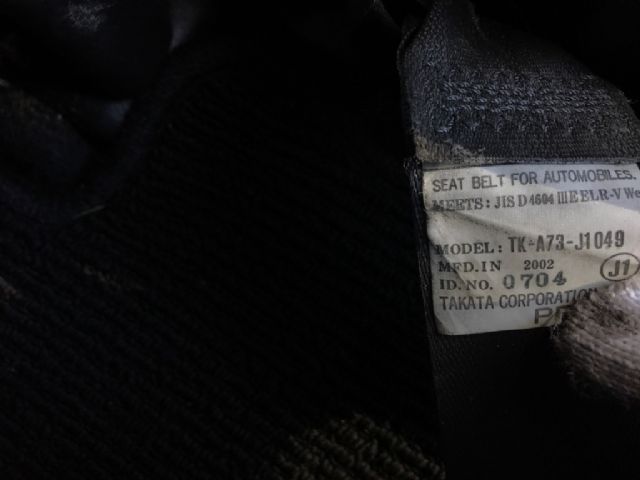 SEAT BELT FOR AUTOMOBILES.
MEETS: JIS D 4604 III E ELR-V We
MODEL: TK-A73-J1049
MFD. IN 2002 J1
ID. NO. 0704
TAKATA CORPORATION